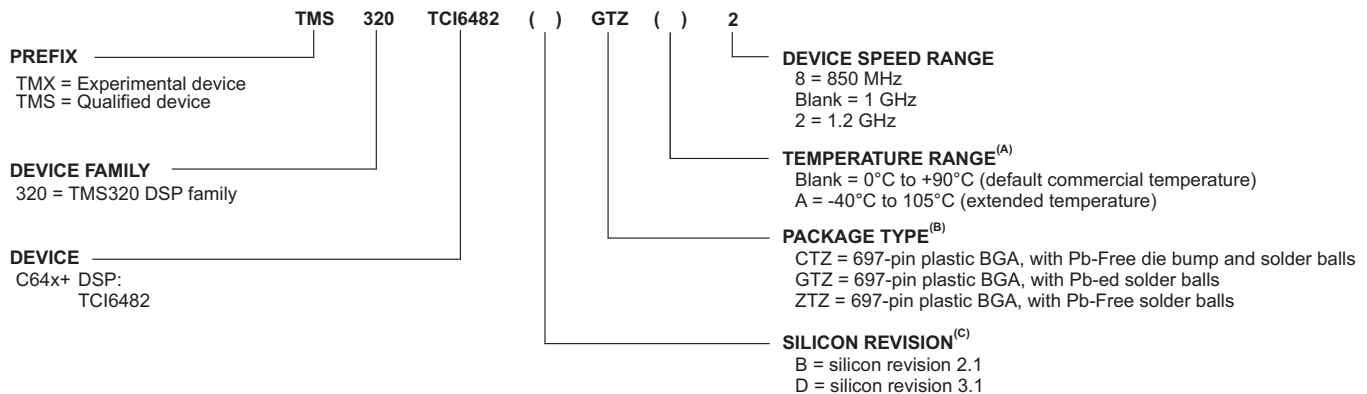 TMS 320 TCI6482 ( ) GTZ ( ) 2
PREFIX
TMX = Experimental device
TMS = Qualified device
DEVICE FAMILY
320 = TMS320 DSP family
DEVICE
C64x+ DSP:
TCI6482
DEVICE SPEED RANGE
8 = 850 MHz
Blank = 1 GHz
2 = 1.2 GHz
TEMPERATURE RANGE(A)
Blank = 0°C to +90°C (default commercial temperature)
A = -40°C to 105°C (extended temperature)
PACKAGE TYPE(B)
CTZ = 697-pin plastic BGA, with Pb-Free die bump and solder balls
GTZ = 697-pin plastic BGA, with Pb-ed solder balls
ZTZ = 697-pin plastic BGA, with Pb-Free solder balls
SILICON REVISION(C)
B = silicon revision 2.1
D = silicon revision 3.1